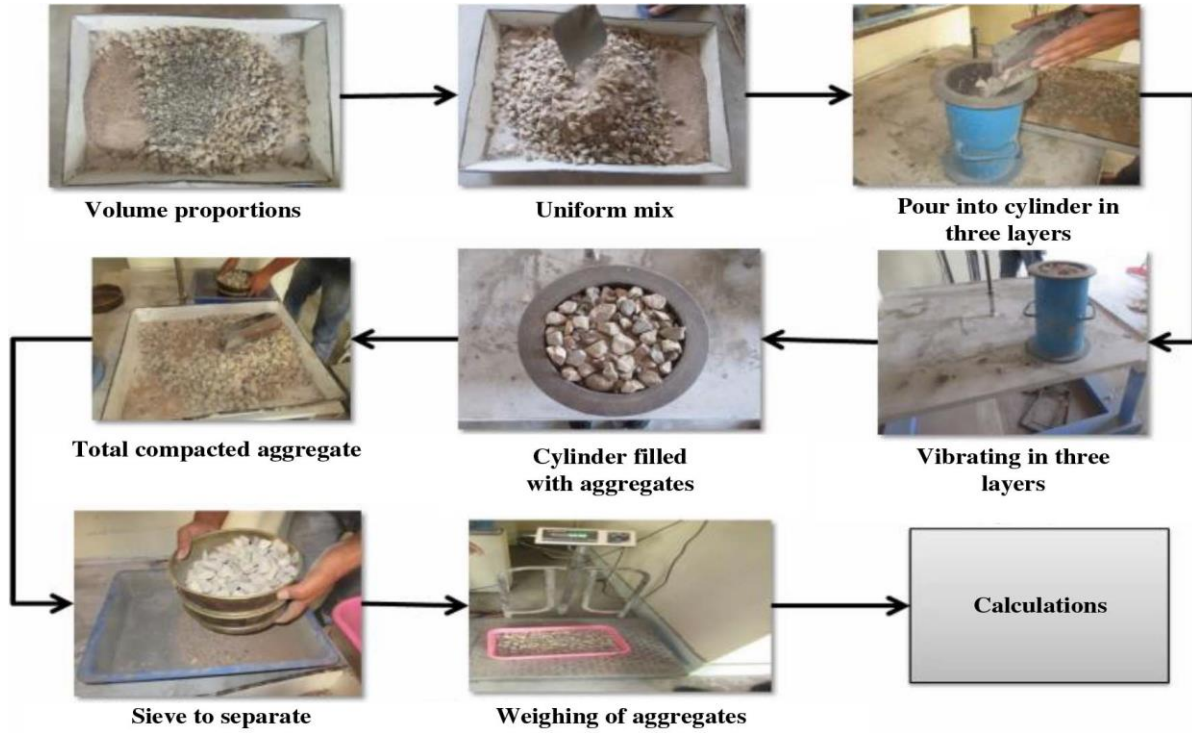 Volume proportions
Uniform mix
Pour into cylinder in
three layers
Total compacted aggregate
Cylinder filled
with aggregates
Vibrating in three
layers
Sieve to separate
Weighing of aggregates
Calculations